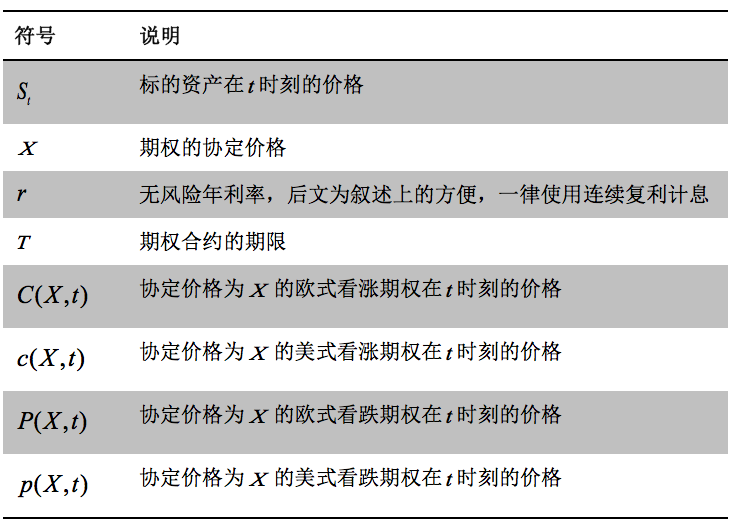 符号 说明
S_t 标的资产在 t 时刻的价格
X 期权的协定价格
r 无风险年利率，后文为叙述上的方便，一律使用连续复利计息
T 期权合约的期限
C(X,t) 协定价格为 X 的欧式看涨期权在 t 时刻的价格
c(X,t) 协定价格为 X 的美式看涨期权在 t 时刻的价格
P(X,t) 协定价格为 X 的欧式看跌期权在 t 时刻的价格
p(X,t) 协定价格为 X 的美式看跌期权在 t 时刻的价格